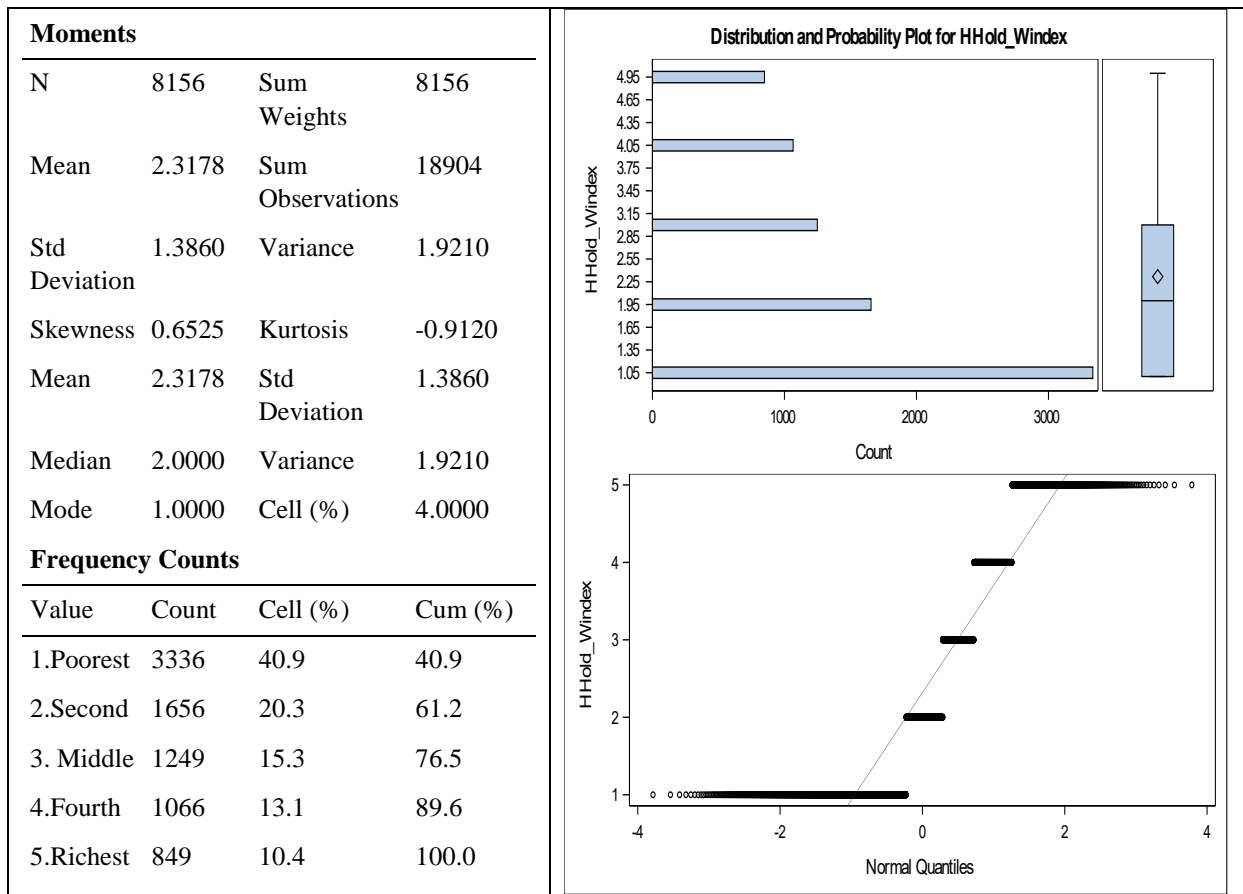 Moments
N 8156 Sum Weights 8156
Mean 2.3178 Sum Observations 18904
Std Deviation 1.3860 Variance 1.9210
Skewness 0.6525 Kurtosis -0.9120
Mean 2.3178 Std Deviation 1.3860
Median 2.0000 Variance 1.9210
Mode 1.0000 Cell (%) 4.0000
Frequency Counts
Value Count Cell (%) Cum (%)
1.Poorest 3336 40.9 40.9
2.Second 1656 20.3 61.2
3. Middle 1249 15.3 76.5
4.Fourth 1066 13.1 89.6
5.Richest 849 10.4 100.0
Distribution and Probability Plot for HHold_Windex
HHold_Windex
4.95
4.65
4.35
4.05
3.75
3.45
3.15
2.85
2.55
2.25
1.95
1.65
1.35
1.05
0 1000 2000 3000
Count
HHold_Windex
5
4
3
2
1
-4 -2 0 2 4
Normal Quantiles